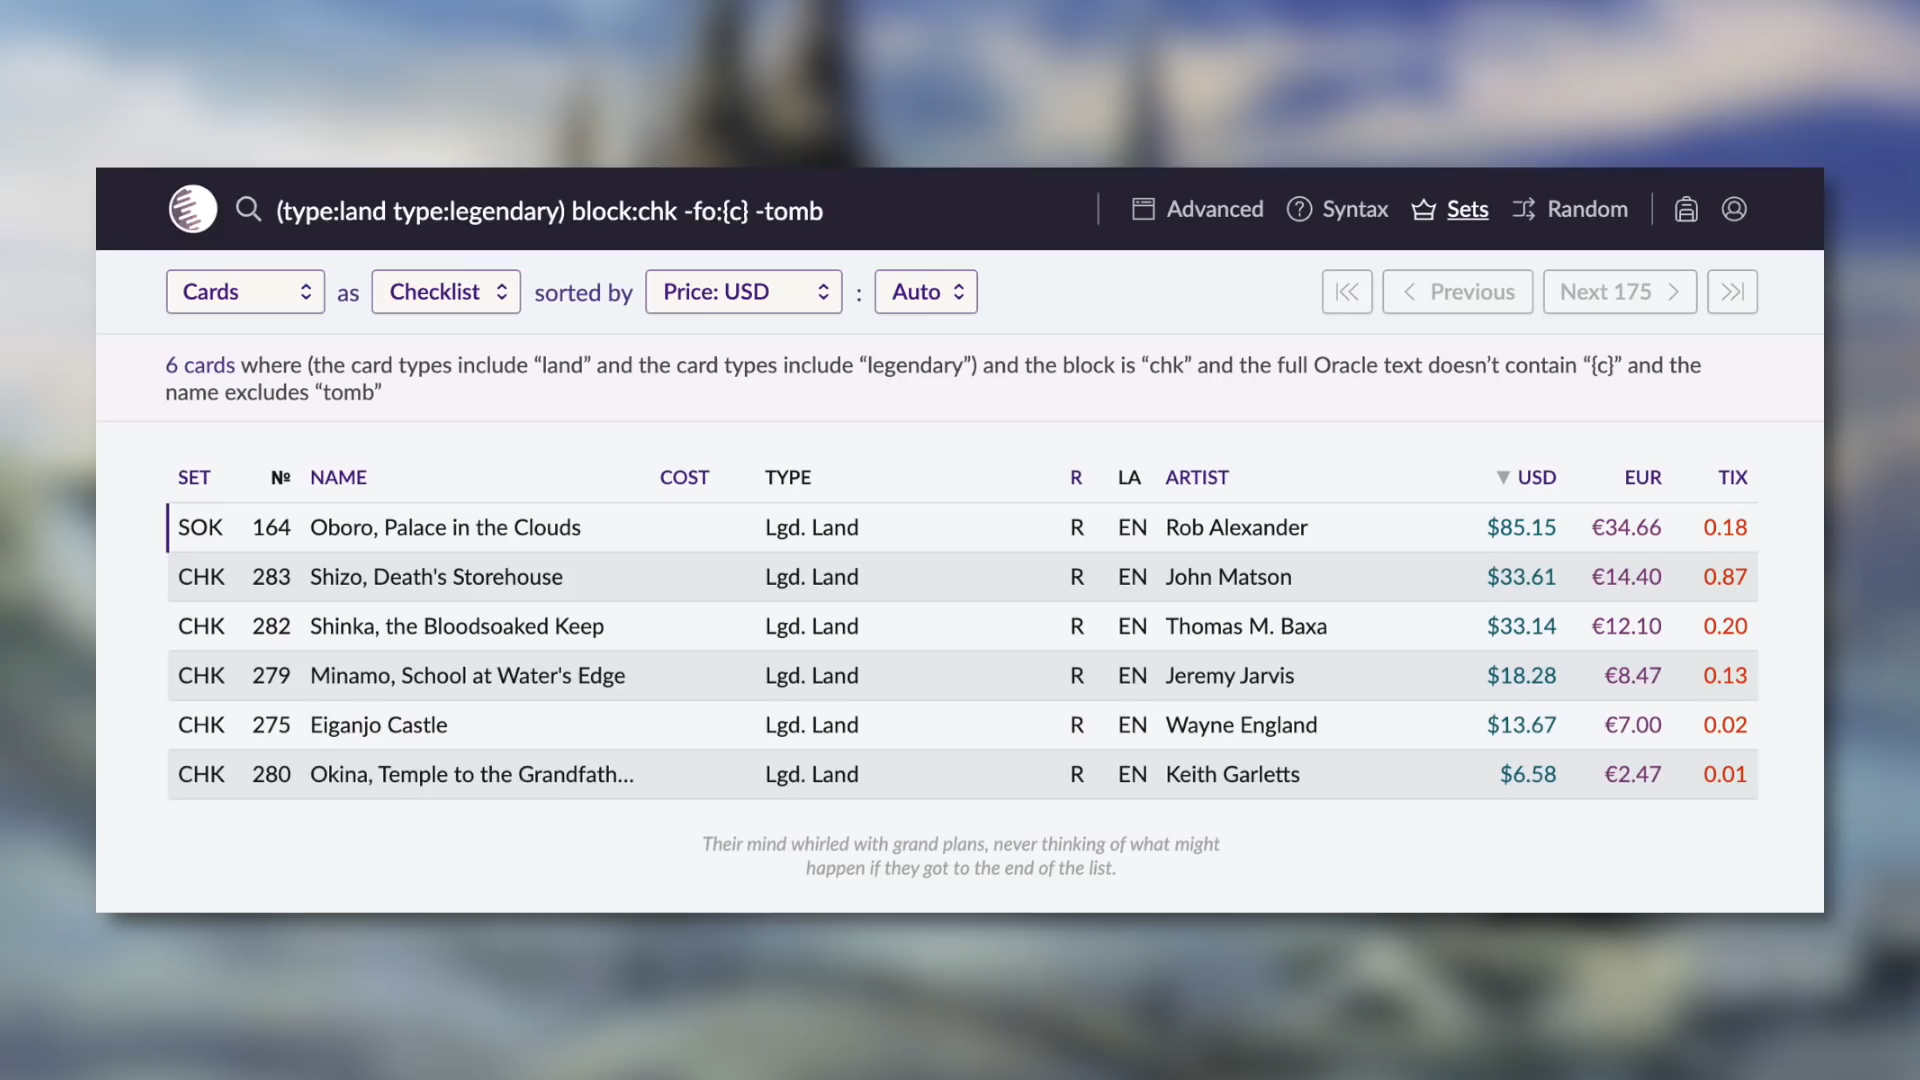 (type:land type:legendary) block:chk -fo:{c} -tomb
Advanced
Syntax
Sets
Random
Cards as Checklist sorted by Price: USD : Auto
Previous
Next 175
6 cards where (the card types include “land” and the card types include “legendary”) and the block is “chk” and the full Oracle text doesn’t contain “{c}” and the
name excludes “tomb”
SET № NAME COST TYPE R LA ARTIST ▼ USD EUR TIX
SOK 164 Oboro, Palace in the Clouds Lgd. Land R EN Rob Alexander $85.15 €34.66 0.18
CHK 283 Shizo, Death's Storehouse Lgd. Land R EN John Matson $33.61 €14.40 0.87
CHK 282 Shinka, the Bloodsoaked Keep Lgd. Land R EN Thomas M. Baxa $33.14 €12.10 0.20
CHK 279 Minamo, School at Water's Edge Lgd. Land R EN Jeremy Jarvis $18.28 €8.47 0.13
CHK 275 Eiganjo Castle Lgd. Land R EN Wayne England $13.67 €7.00 0.02
CHK 280 Okina, Temple to the Grandfath... Lgd. Land R EN Keith Garletts $6.58 €2.47 0.01
Their mind whirled with grand plans, never thinking of what might
happen if they got to the end of the list.